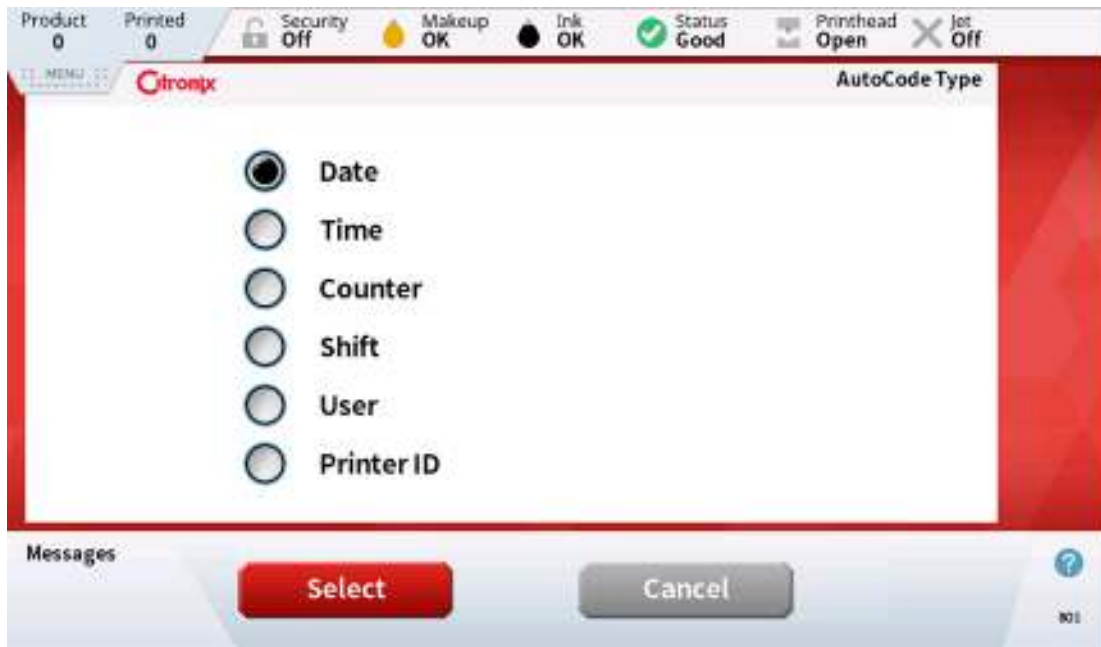 Product Printed Security Makeup Ink Status Printhead Jet
0 0 Off OK OK Good Open Off
MENU Citronix AutoCode Type
Date
Time
Counter
Shift
User
Printer ID
Messages
Select Cancel
?
801